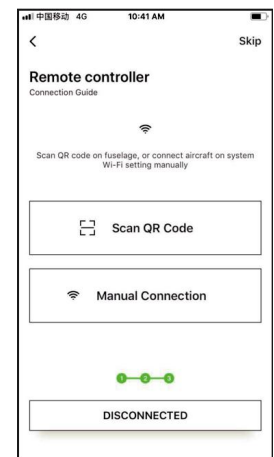 中国移动 4G 10:41 AM
Skip
Remote controller
Connection Guide
Scan QR code on fuselage, or connect aircraft on system
Wi-Fi setting manually
Scan QR Code
Manual Connection
1 2 3
DISCONNECTED